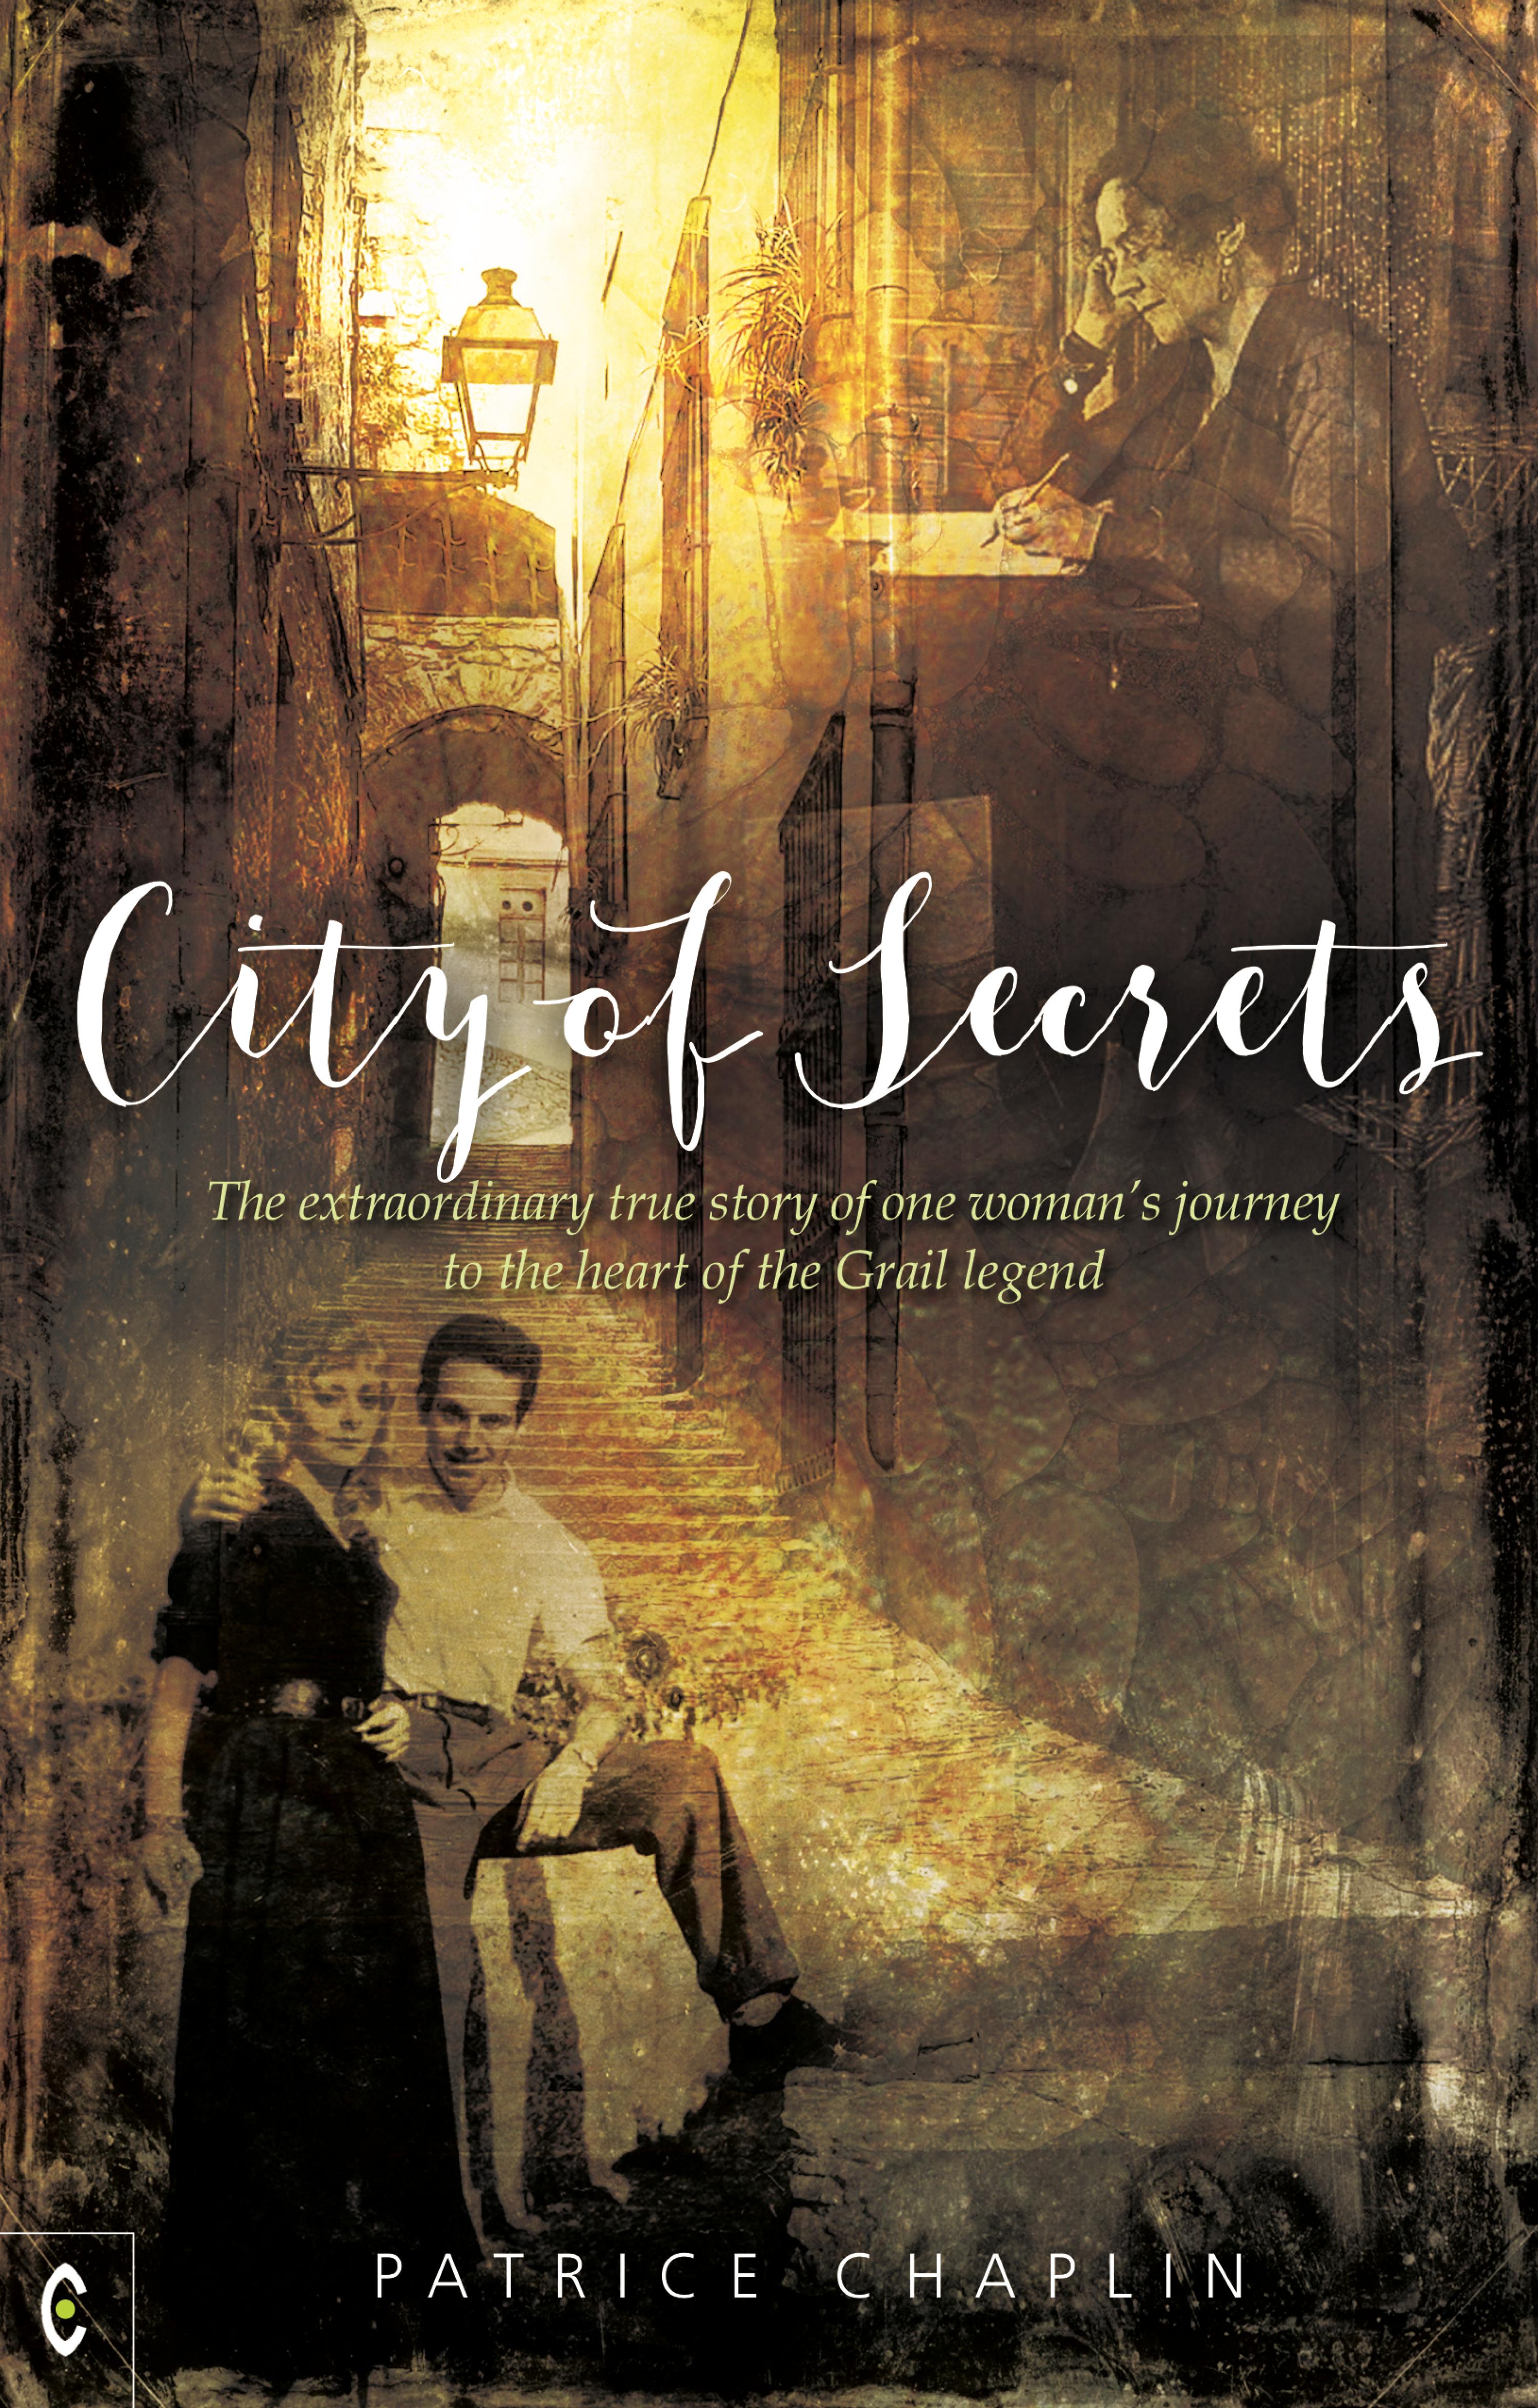 City of Secrets
The extraordinary true story of one woman's journey
to the heart of the Grail legend
PATRICE CHAPLIN